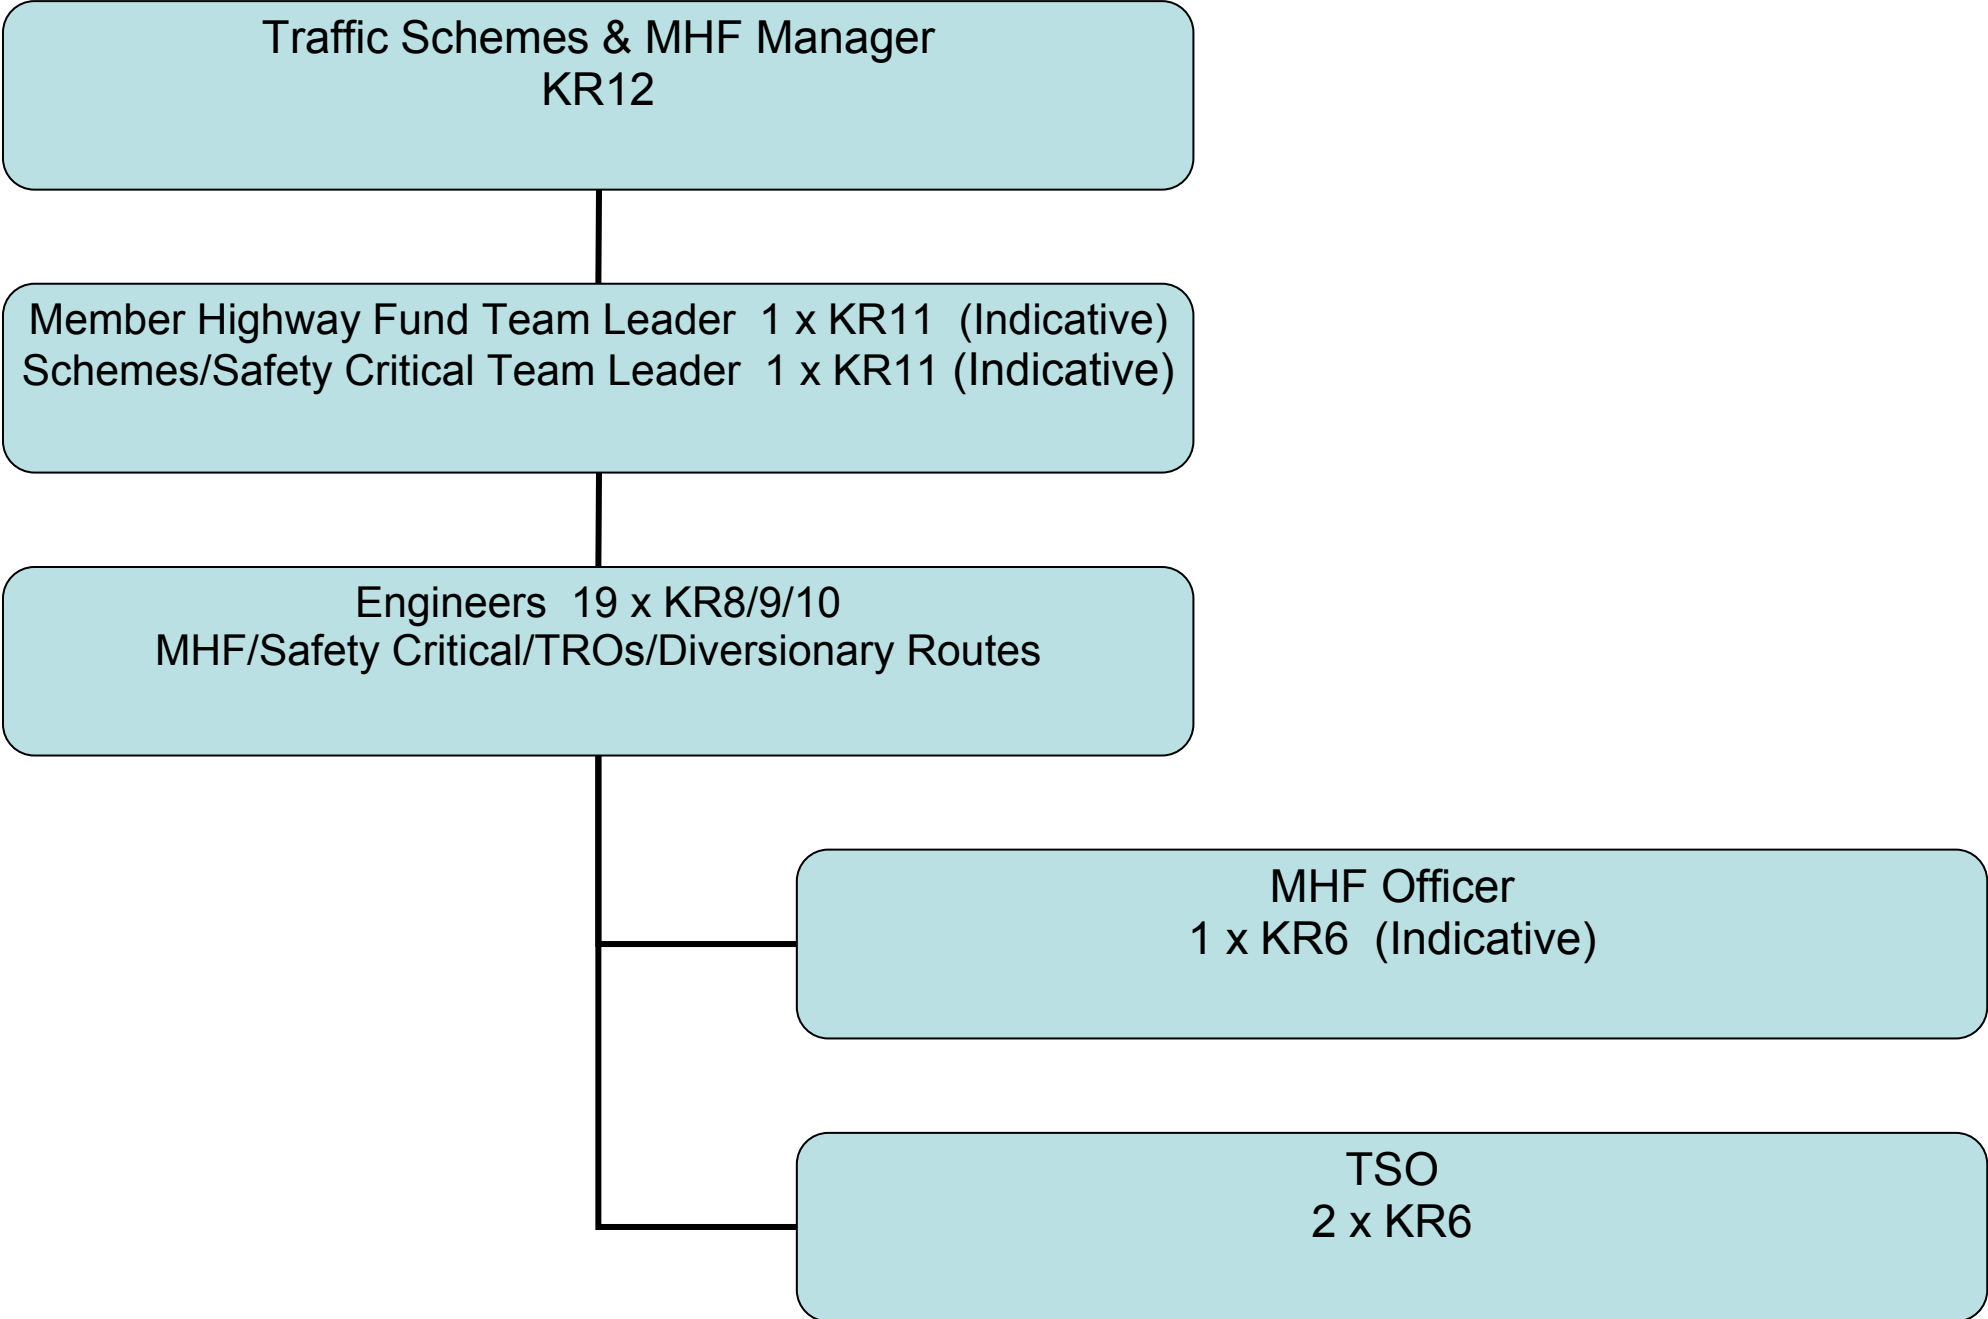 Traffic Schemes & MHF Manager
KR12
Member Highway Fund Team Leader  1 x KR11  (Indicative)
Schemes/Safety Critical Team Leader  1 x KR11 (Indicative)
Engineers  19 x KR8/9/10
MHF/Safety Critical/TROs/Diversionary Routes
MHF Officer
1 x KR6  (Indicative)
TSO
2 x KR6